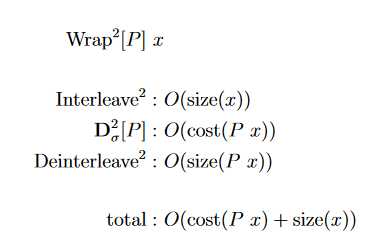 Wrap²[P] x
Interleave² : O(size(x))
D²σ[P] : O(cost(P x))
Deinterleave² : O(size(P x))
total : O(cost(P x) + size(x))